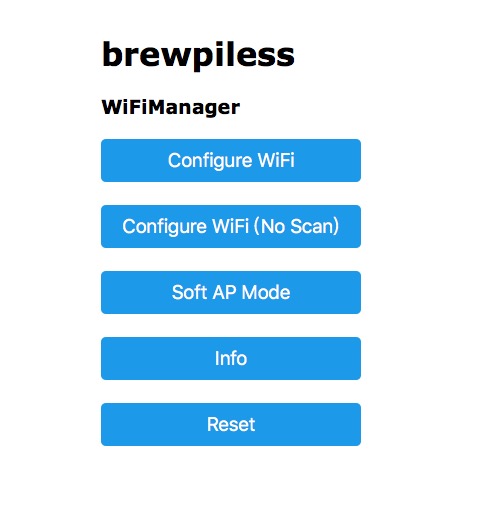 brewpiless
WiFiManager
Configure WiFi
Configure WiFi (No Scan)
Soft AP Mode
Info
Reset